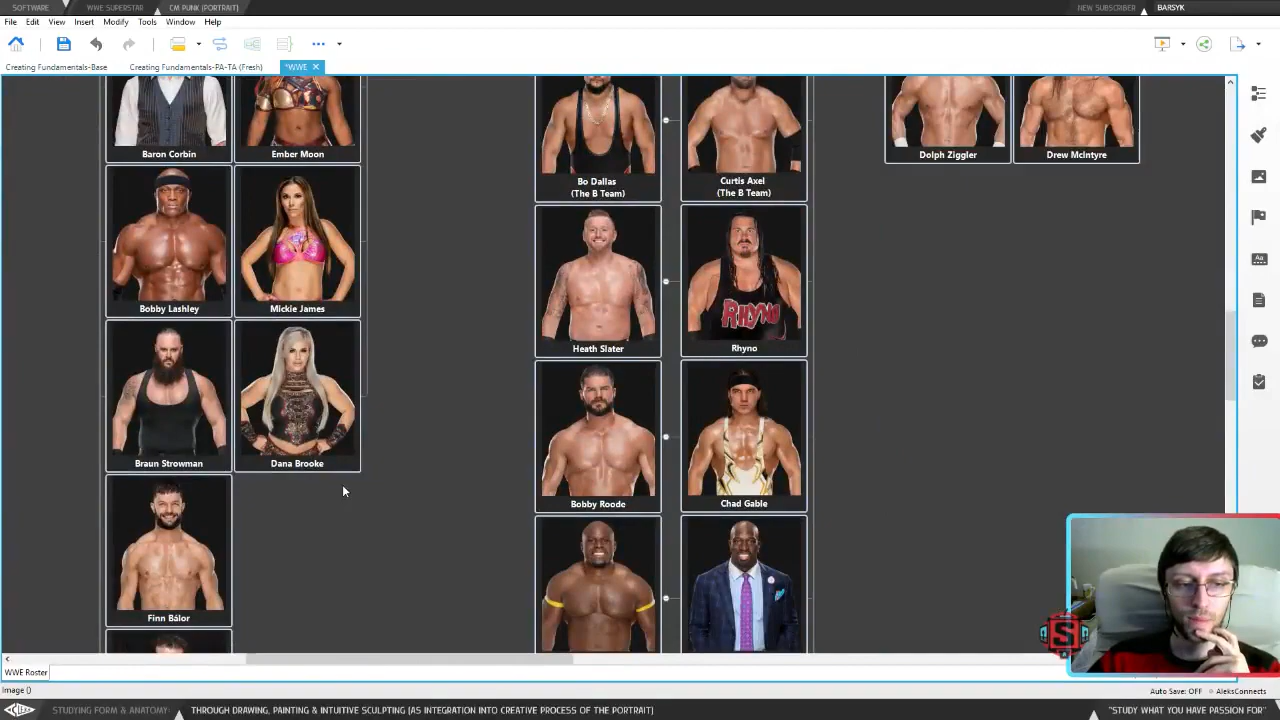 SOFTWARE WWE SUPERSTAR CM PUNK (PORTRAIT) NEW SUBSCRIBER BARSYK
File Edit View Insert Modify Tools Window Help
Creating Fundamentals-Base Creating Fundamentals-PA-TA (Fresh) *WWE
Baron Corbin Ember Moon
Dolph Ziggler Drew McIntyre
Bo Dallas
(The B Team)
Curtis Axel
(The B Team)
Bobby Lashley Mickie James
RHYNO
Heath Slater Rhyno
Braun Strowman Dana Brooke
Bobby Roode Chad Gable
Finn Bálor
S
WWE Roster
Image ()
Auto Save: OFF AleksConnects
STUDYING FORM & ANATOMY: THROUGH DRAWING, PAINTING & INTUITIVE SCULPTING [AS INTEGRATION INTO CREATIVE PROCESS OF THE PORTRAIT] "STUDY WHAT YOU HAVE PASSION FOR"